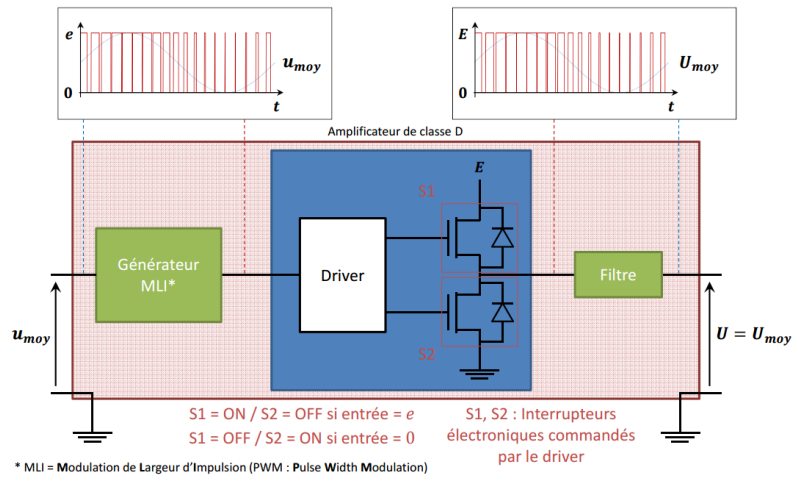 e
u_moy
0
t
E
U_moy
0
t
Amplificateur de classe D
E
S1
Générateur
MLI*
Driver
Filtre
u_moy
U = U_moy
S2
S1 = ON / S2 = OFF si entrée = e
S1 = OFF / S2 = ON si entrée = 0
S1, S2 : Interrupteurs
électroniques commandés
par le driver
* MLI = Modulation de Largeur d'Impulsion (PWM : Pulse Width Modulation)